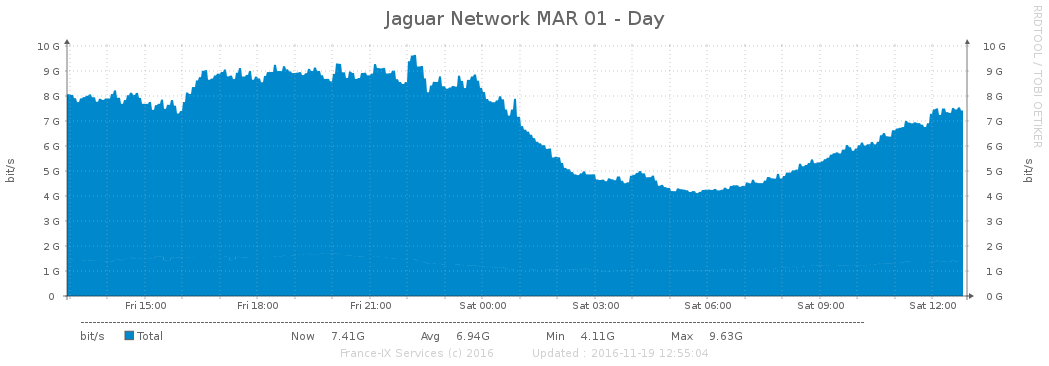 Jaguar Network MAR 01 - Day
RRDTOOL / TOBI OETIKER
10 G 10 G
9 G 9 G
8 G 8 G
7 G 7 G
6 G 6 G
5 G 5 G
4 G 4 G
3 G 3 G
2 G 2 G
1 G 1 G
0 0 G
bit/s
bit/s
Fri 15:00 Fri 18:00 Fri 21:00 Sat 00:00 Sat 03:00 Sat 06:00 Sat 09:00 Sat 12:00
bit/s Total Now 7.41G Avg 6.94G Min 4.11G Max 9.63G
France-IX Services (c) 2016 Updated : 2016-11-19 12:55:04